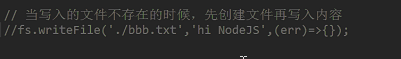 // 当写入的文件不存在的时候，先创建文件再写入内容
//fs.writeFile('./bbb.txt','hi NodeJS',(err)=>{});